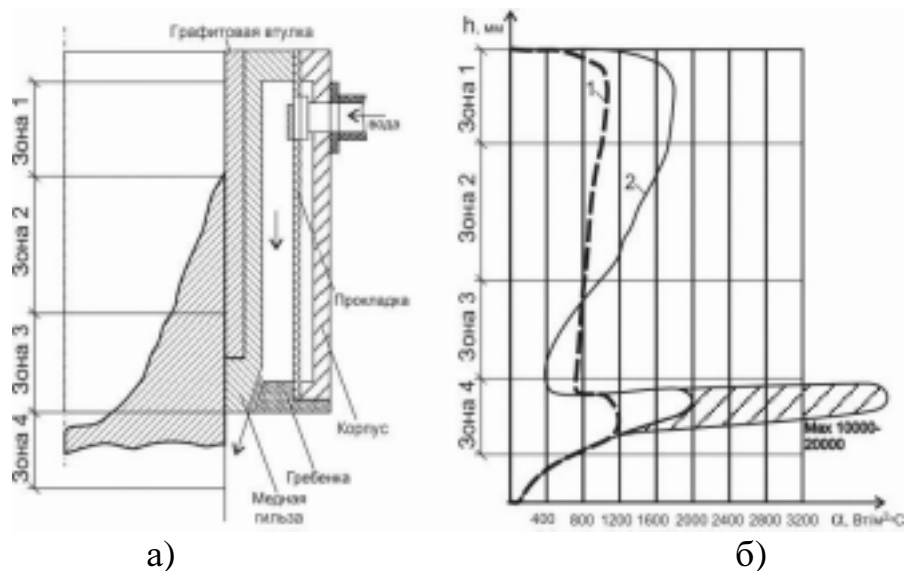 Графитовая втулка
Зона 1
Зона 2
Зона 3
Зона 4
вода
Прокладка
Корпус
Гребенка
Медная
гильза
а)
h, мм
Зона 1
Зона 2
Зона 3
Зона 4
1
2
Max 10000-
20000
400 800 1200 1600 2000 2400 2800 3200 α, Вт/м²·°С
б)